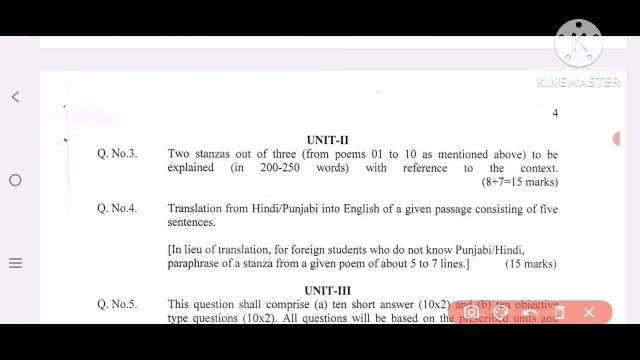 K
KINEMASTER
4
UNIT-II
Q. No.3. Two stanzas out of three (from poems 01 to 10 as mentioned above) to be
explained (in 200-250 words) with reference to the context.
(8+7=15 marks)
Q. No.4. Translation from Hindi/Punjabi into English of a given passage consisting of five
sentences.
[In lieu of translation, for foreign students who do not know Punjabi/Hindi,
paraphrase of a stanza from a given poem of about 5 to 7 lines.] (15 marks)
UNIT-III
Q. No.5. This question shall comprise (a) ten short answer (10x2) and (b) ten objective
type questions (10x2). All questions will be based on the prescribed units and